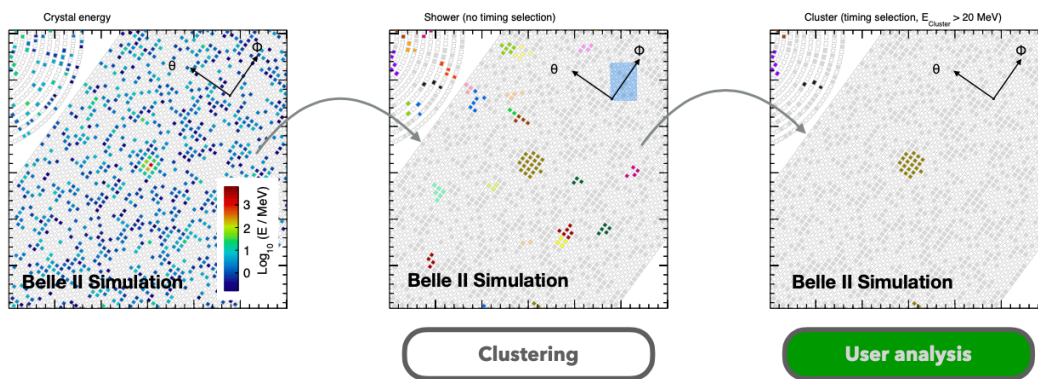 Crystal energy
Shower (no timing selection)
Cluster (timing selection, E_Cluster > 20 MeV)
θ
Φ
θ
Φ
θ
Φ
3
2
1
0
Log10 (E / MeV)
Belle II Simulation
Belle II Simulation
Belle II Simulation
Clustering
User analysis